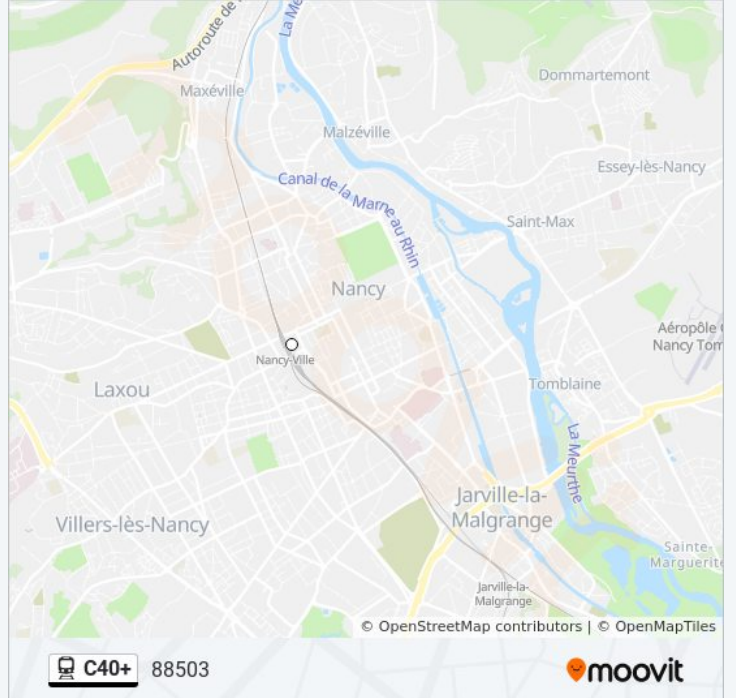 La Me
Autoroute de
Dommartemont
Maxéville
Malzéville
Essey-lès-Nancy
Canal de la Marne au Rhin
Saint-Max
Nancy
Aéropôle
Nancy Tom
Nancy-Ville
Laxou
Tomblaine
La Meurthe
Jarville-la-
Malgrange
Villers-lès-Nancy
Sainte-
Marguerite
Jarville-la-
Malgrange
© OpenStreetMap contributors | © OpenMapTiles
C40+ 88503 moovit